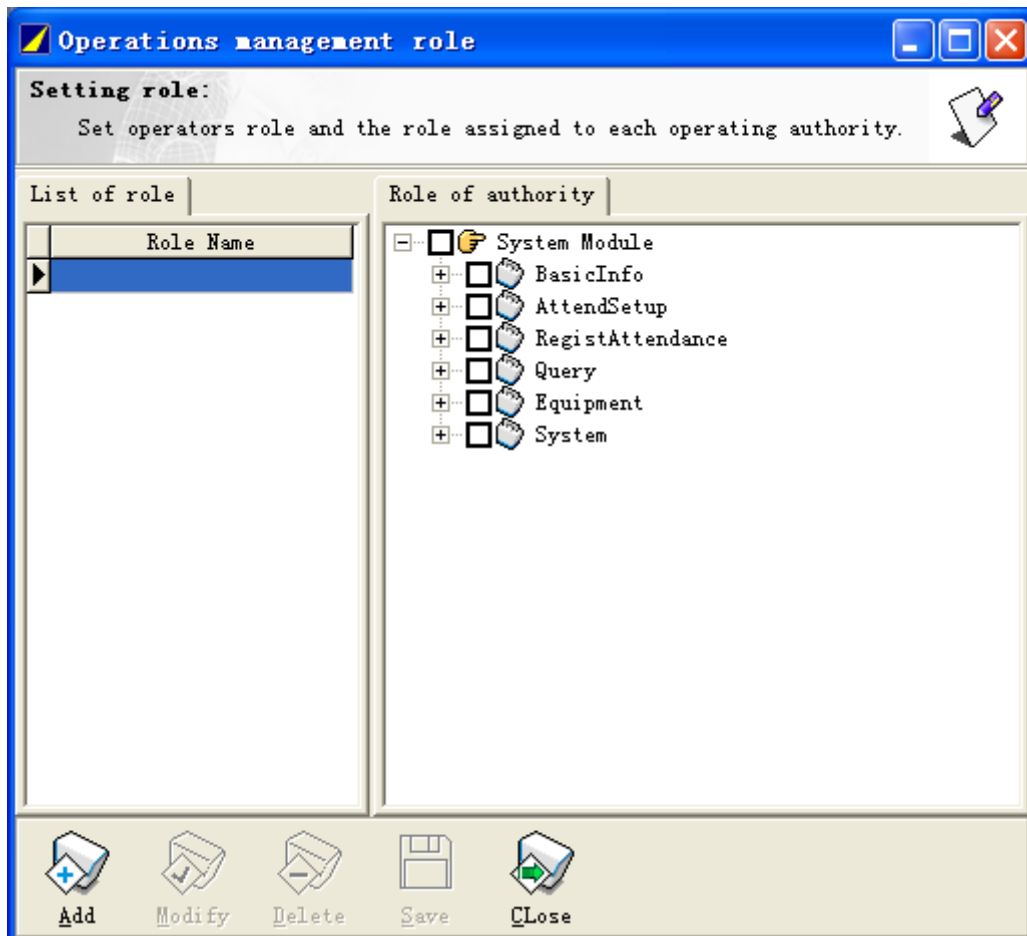 Operations management role
Setting role:
Set operators role and the role assigned to each operating authority.
List of role
Role of authority
Role Name
System Module
BasicInfo
AttendSetup
RegistAttendance
Query
Equipment
System
Add
Modify
Delete
Save
CLose